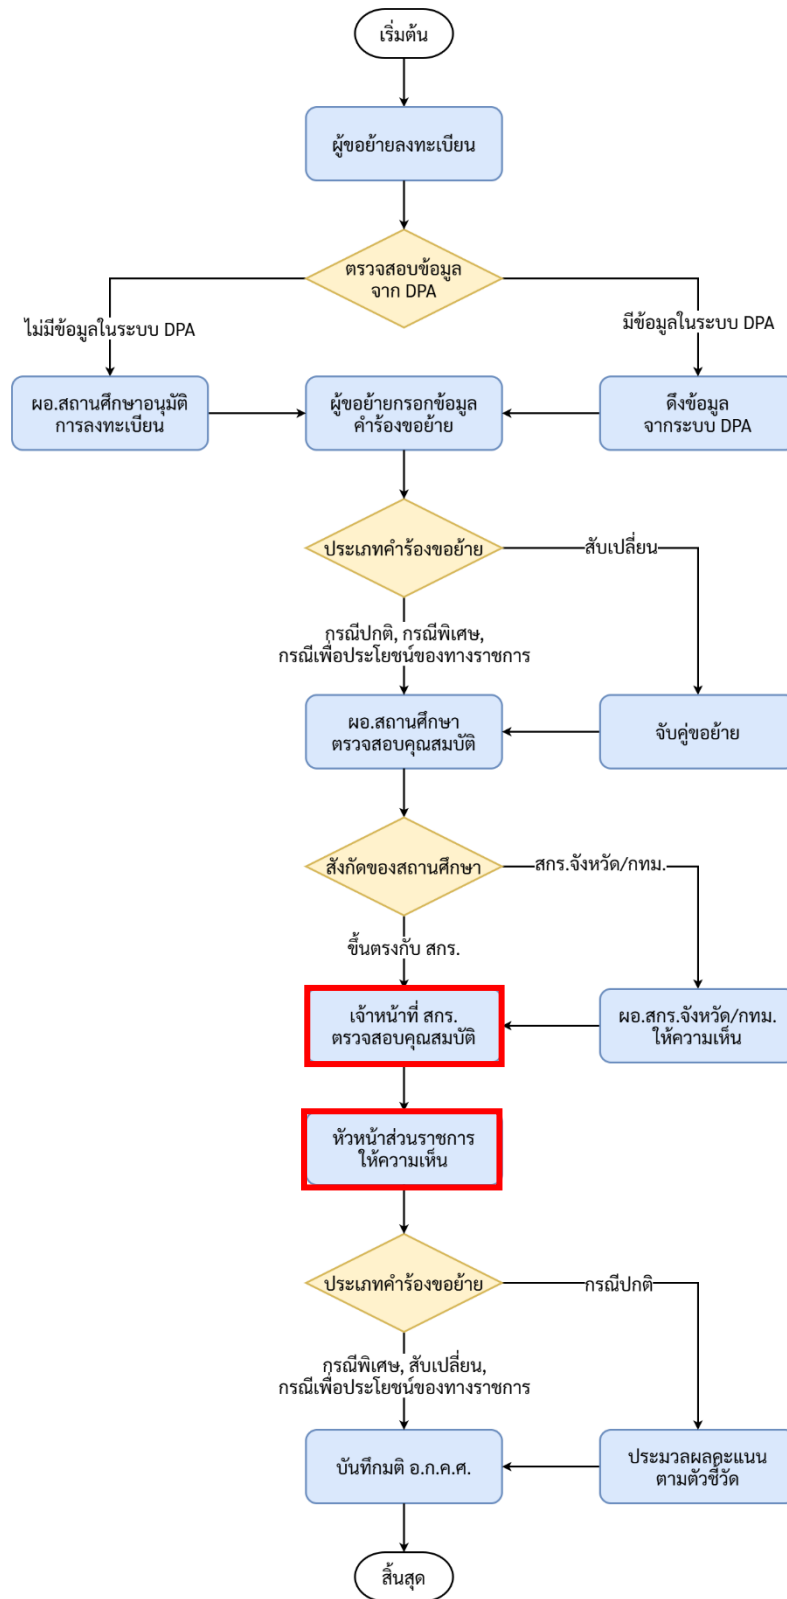 เริ่มต้น
ผู้ขอย้ายลงทะเบียน
ตรวจสอบข้อมูล
จาก DPA
ไม่มีข้อมูลในระบบ DPA
มีข้อมูลในระบบ DPA
ผอ.สถานศึกษาอนุมัติ
การลงทะเบียน
ผู้ขอย้ายกรอกข้อมูล
คำร้องขอย้าย
ดึงข้อมูล
จากระบบ DPA
ประเภทคำร้องขอย้าย
สับเปลี่ยน
กรณีปกติ, กรณีพิเศษ,
กรณีเพื่อประโยชน์ของทางราชการ
ผอ.สถานศึกษา
ตรวจสอบคุณสมบัติ
จับคู่ขอย้าย
สังกัดของสถานศึกษา
สกร.จังหวัด/กทม.
ขึ้นตรงกับ สกร.
เจ้าหน้าที่ สกร.
ตรวจสอบคุณสมบัติ
ผอ.สกร.จังหวัด/กทม.
ให้ความเห็น
หัวหน้าส่วนราชการ
ให้ความเห็น
ประเภทคำร้องขอย้าย
กรณีปกติ
กรณีพิเศษ, สับเปลี่ยน,
กรณีเพื่อประโยชน์ของทางราชการ
บันทึกมติ อ.ก.ค.ศ.
ประมวลผลคะแนน
ตามตัวชี้วัด
สิ้นสุด